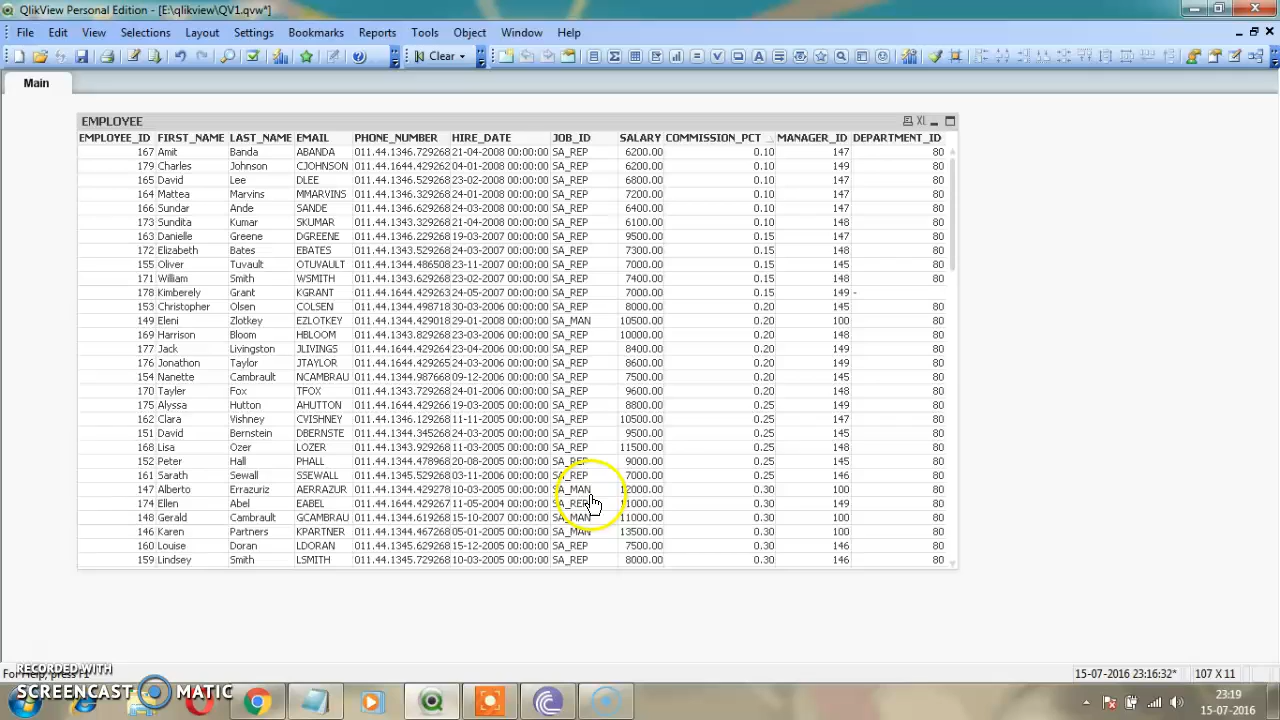 QlikView Personal Edition - [E:\qlikview\QV1.qvw*]
File Edit View Selections Layout Settings Bookmarks Reports Tools Object Window Help
Clear
Main
EMPLOYEE XL
EMPLOYEE_ID FIRST_NAME LAST_NAME EMAIL PHONE_NUMBER HIRE_DATE JOB_ID SALARY COMMISSION_PCT MANAGER_ID DEPARTMENT_ID
167 Amit Banda ABANDA 011.44.1346.729268 21-04-2008 00:00:00 SA_REP 6200.00 0.10 147 80
179 Charles Johnson CJOHNSON 011.44.1644.429262 04-01-2008 00:00:00 SA_REP 6200.00 0.10 149 80
165 David Lee DLEE 011.44.1346.529268 23-02-2008 00:00:00 SA_REP 6800.00 0.10 147 80
164 Mattea Marvins MMARVINS 011.44.1346.329268 24-01-2008 00:00:00 SA_REP 7200.00 0.10 147 80
166 Sundar Ande SANDE 011.44.1346.629268 24-03-2008 00:00:00 SA_REP 6400.00 0.10 147 80
173 Sundita Kumar SKUMAR 011.44.1343.329268 21-04-2008 00:00:00 SA_REP 6100.00 0.10 148 80
163 Danielle Greene DGREENE 011.44.1346.229268 19-03-2007 00:00:00 SA_REP 9500.00 0.15 147 80
172 Elizabeth Bates EBATES 011.44.1343.529268 24-03-2007 00:00:00 SA_REP 7300.00 0.15 148 80
155 Oliver Tuvault OTUVAULT 011.44.1344.486508 23-11-2007 00:00:00 SA_REP 7000.00 0.15 145 80
171 William Smith WSMITH 011.44.1343.629268 23-02-2007 00:00:00 SA_REP 7400.00 0.15 148 80
178 Kimberely Grant KGRANT 011.44.1644.429263 24-05-2007 00:00:00 SA_REP 7000.00 0.15 149 -
153 Christopher Olsen COLSEN 011.44.1344.498718 30-03-2006 00:00:00 SA_REP 8000.00 0.20 145 80
149 Eleni Zlotkey EZLOTKEY 011.44.1344.429018 29-01-2008 00:00:00 SA_MAN 10500.00 0.20 100 80
169 Harrison Bloom HBLOOM 011.44.1343.829268 23-03-2006 00:00:00 SA_REP 10000.00 0.20 148 80
177 Jack Livingston JLIVINGS 011.44.1644.429264 23-04-2006 00:00:00 SA_REP 8400.00 0.20 149 80
176 Jonathon Taylor JTAYLOR 011.44.1644.429265 24-03-2006 00:00:00 SA_REP 8600.00 0.20 149 80
154 Nanette Cambrault NCAMBRAU 011.44.1344.987668 09-12-2006 00:00:00 SA_REP 7500.00 0.20 145 80
170 Tayler Fox TFOX 011.44.1343.729268 24-01-2006 00:00:00 SA_REP 9600.00 0.20 148 80
175 Alyssa Hutton AHUTTON 011.44.1644.429266 19-03-2005 00:00:00 SA_REP 8800.00 0.25 149 80
162 Clara Vishney CVISHNEY 011.44.1346.129268 11-11-2005 00:00:00 SA_REP 10500.00 0.25 147 80
151 David Bernstein DBERNSTE 011.44.1344.345268 24-03-2005 00:00:00 SA_REP 9500.00 0.25 145 80
168 Lisa Ozer LOZER 011.44.1343.929268 11-03-2005 00:00:00 SA_REP 11500.00 0.25 148 80
152 Peter Hall PHALL 011.44.1344.478968 20-08-2005 00:00:00 SA_REP 9000.00 0.25 145 80
161 Sarath Sewall SSEWALL 011.44.1345.529268 03-11-2006 00:00:00 SA_REP 7000.00 0.25 146 80
147 Alberto Errazuriz AERRAZUR 011.44.1344.429278 10-03-2005 00:00:00 SA_MAN 12000.00 0.30 100 80
174 Ellen Abel EABEL 011.44.1644.429267 11-05-2004 00:00:00 SA_REP 11000.00 0.30 149 80
148 Gerald Cambrault GCAMBRAU 011.44.1344.619268 15-10-2007 00:00:00 SA_MAN 11000.00 0.30 100 80
146 Karen Partners KPARTNER 011.44.1344.467268 05-01-2005 00:00:00 SA_MAN 13500.00 0.30 100 80
160 Louise Doran LDORAN 011.44.1345.629268 15-12-2005 00:00:00 SA_REP 7500.00 0.30 146 80
159 Lindsey Smith LSMITH 011.44.1345.729268 10-03-2005 00:00:00 SA_REP 8000.00 0.30 146 80
RECORDED WITH
For Help, press F1 15-07-2016 23:16:32* 107 X 11
SCREENCAST MATIC
23:19
15-07-2016